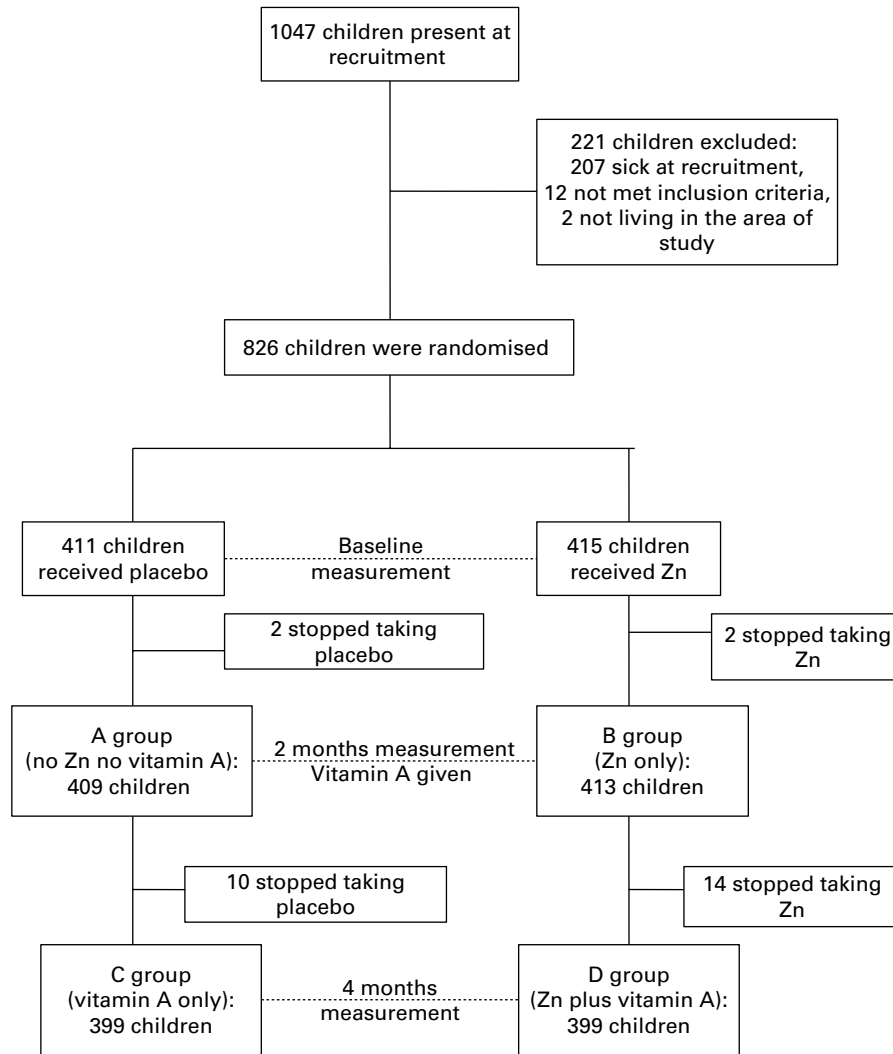 1047 children present at
recruitment
221 children excluded:
207 sick at recruitment,
12 not met inclusion criteria,
2 not living in the area of
study
826 children were randomised
411 children
received placebo
Baseline
measurement
415 children
received Zn
2 stopped taking
placebo
2 stopped taking
Zn
A group
(no Zn no vitamin A):
409 children
2 months measurement
Vitamin A given
B group
(Zn only):
413 children
10 stopped taking
placebo
14 stopped taking
Zn
C group
(vitamin A only):
399 children
4 months
measurement
D group
(Zn plus vitamin A):
399 children